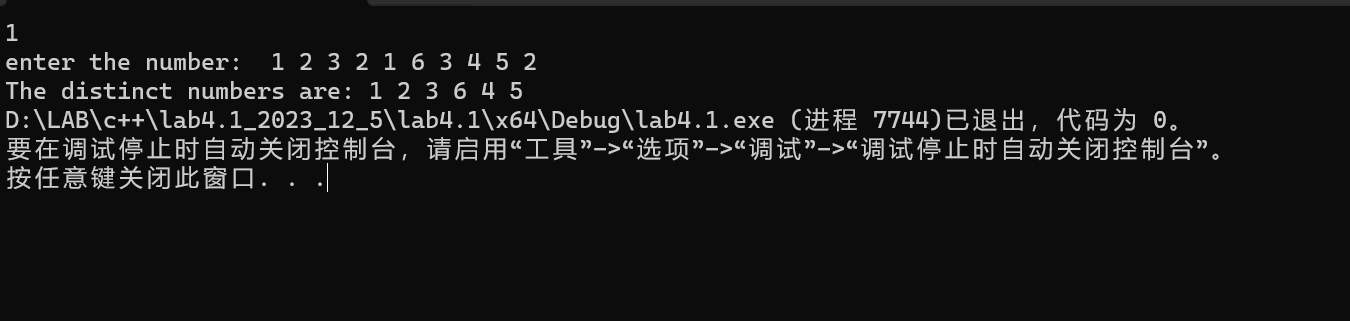 1
enter the number:  1 2 3 2 1 6 3 4 5 2
The distinct numbers are: 1 2 3 6 4 5
D:\LAB\c++\lab4.1_2023_12_5\lab4.1\x64\Debug\lab4.1.exe (进程 7744)已退出，代码为 0。
要在调试停止时自动关闭控制台，请启用“工具”->“选项”->“调试”->“调试停止时自动关闭控制台”。
按任意键关闭此窗口. . .